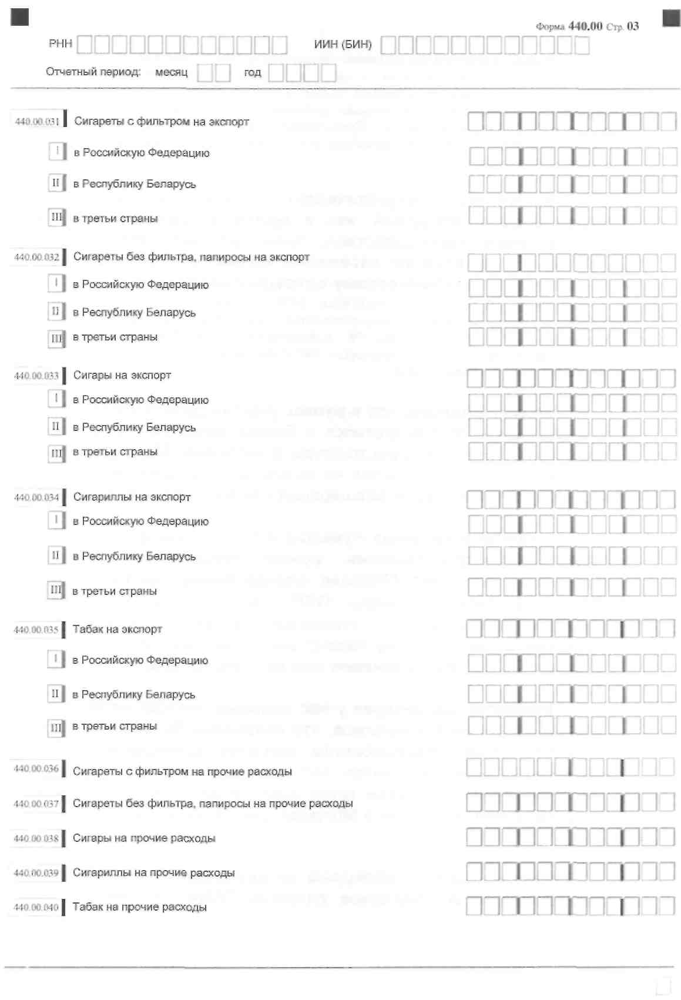 Форма 440.00 Стр. 03
РНН ИИН (БИН)
Отчетный период: месяц год
440.00.031 Сигареты с фильтром на экспорт
I в Российскую Федерацию
II в Республику Беларусь
III в третьи страны
440.00.032 Сигареты без фильтра, папиросы на экспорт
I в Российскую Федерацию
II в Республику Беларусь
III в третьи страны
440.00.033 Сигары на экспорт
I в Российскую Федерацию
II в Республику Беларусь
III в третьи страны
440.00.034 Сигариллы на экспорт
I в Российскую Федерацию
II в Республику Беларусь
III в третьи страны
440.00.035 Табак на экспорт
I в Российскую Федерацию
II в Республику Беларусь
III в третьи страны
440.00.036 Сигареты с фильтром на прочие расходы
440.00.037 Сигареты без фильтра, папиросы на прочие расходы
440.00.038 Сигары на прочие расходы
440.00.039 Сигариллы на прочие расходы
440.00.040 Табак на прочие расходы